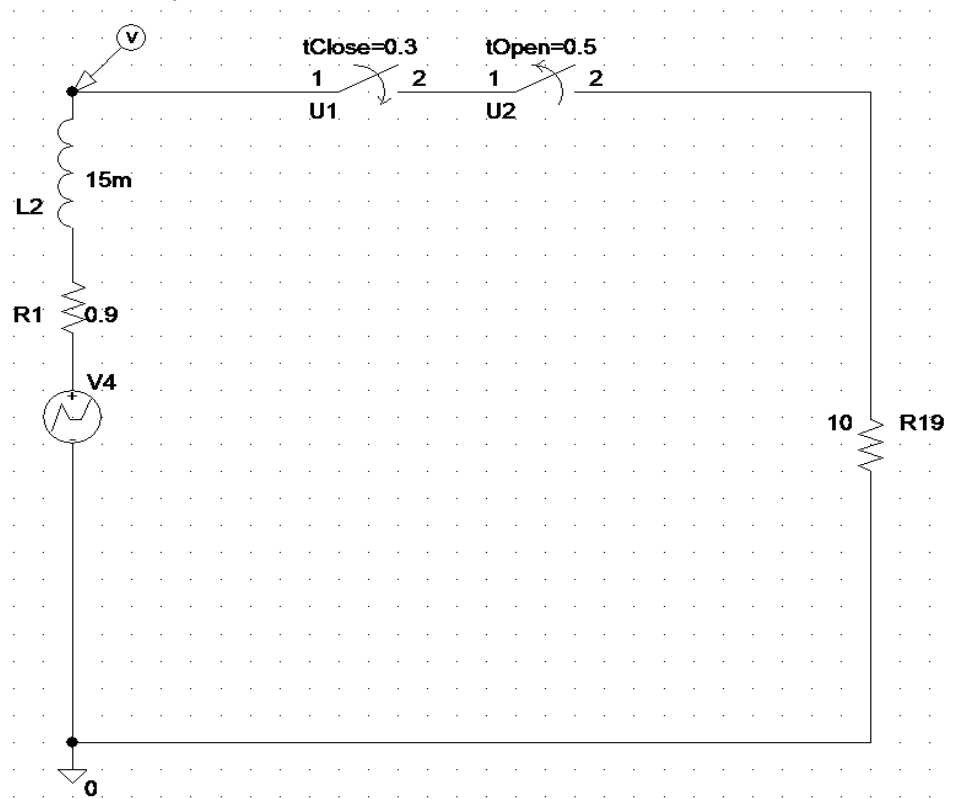 V
tClose=0.3
tOpen=0.5
1
2
1
2
U1
U2
15m
L2
R1
0.9
V4
+
-
10
R19
0